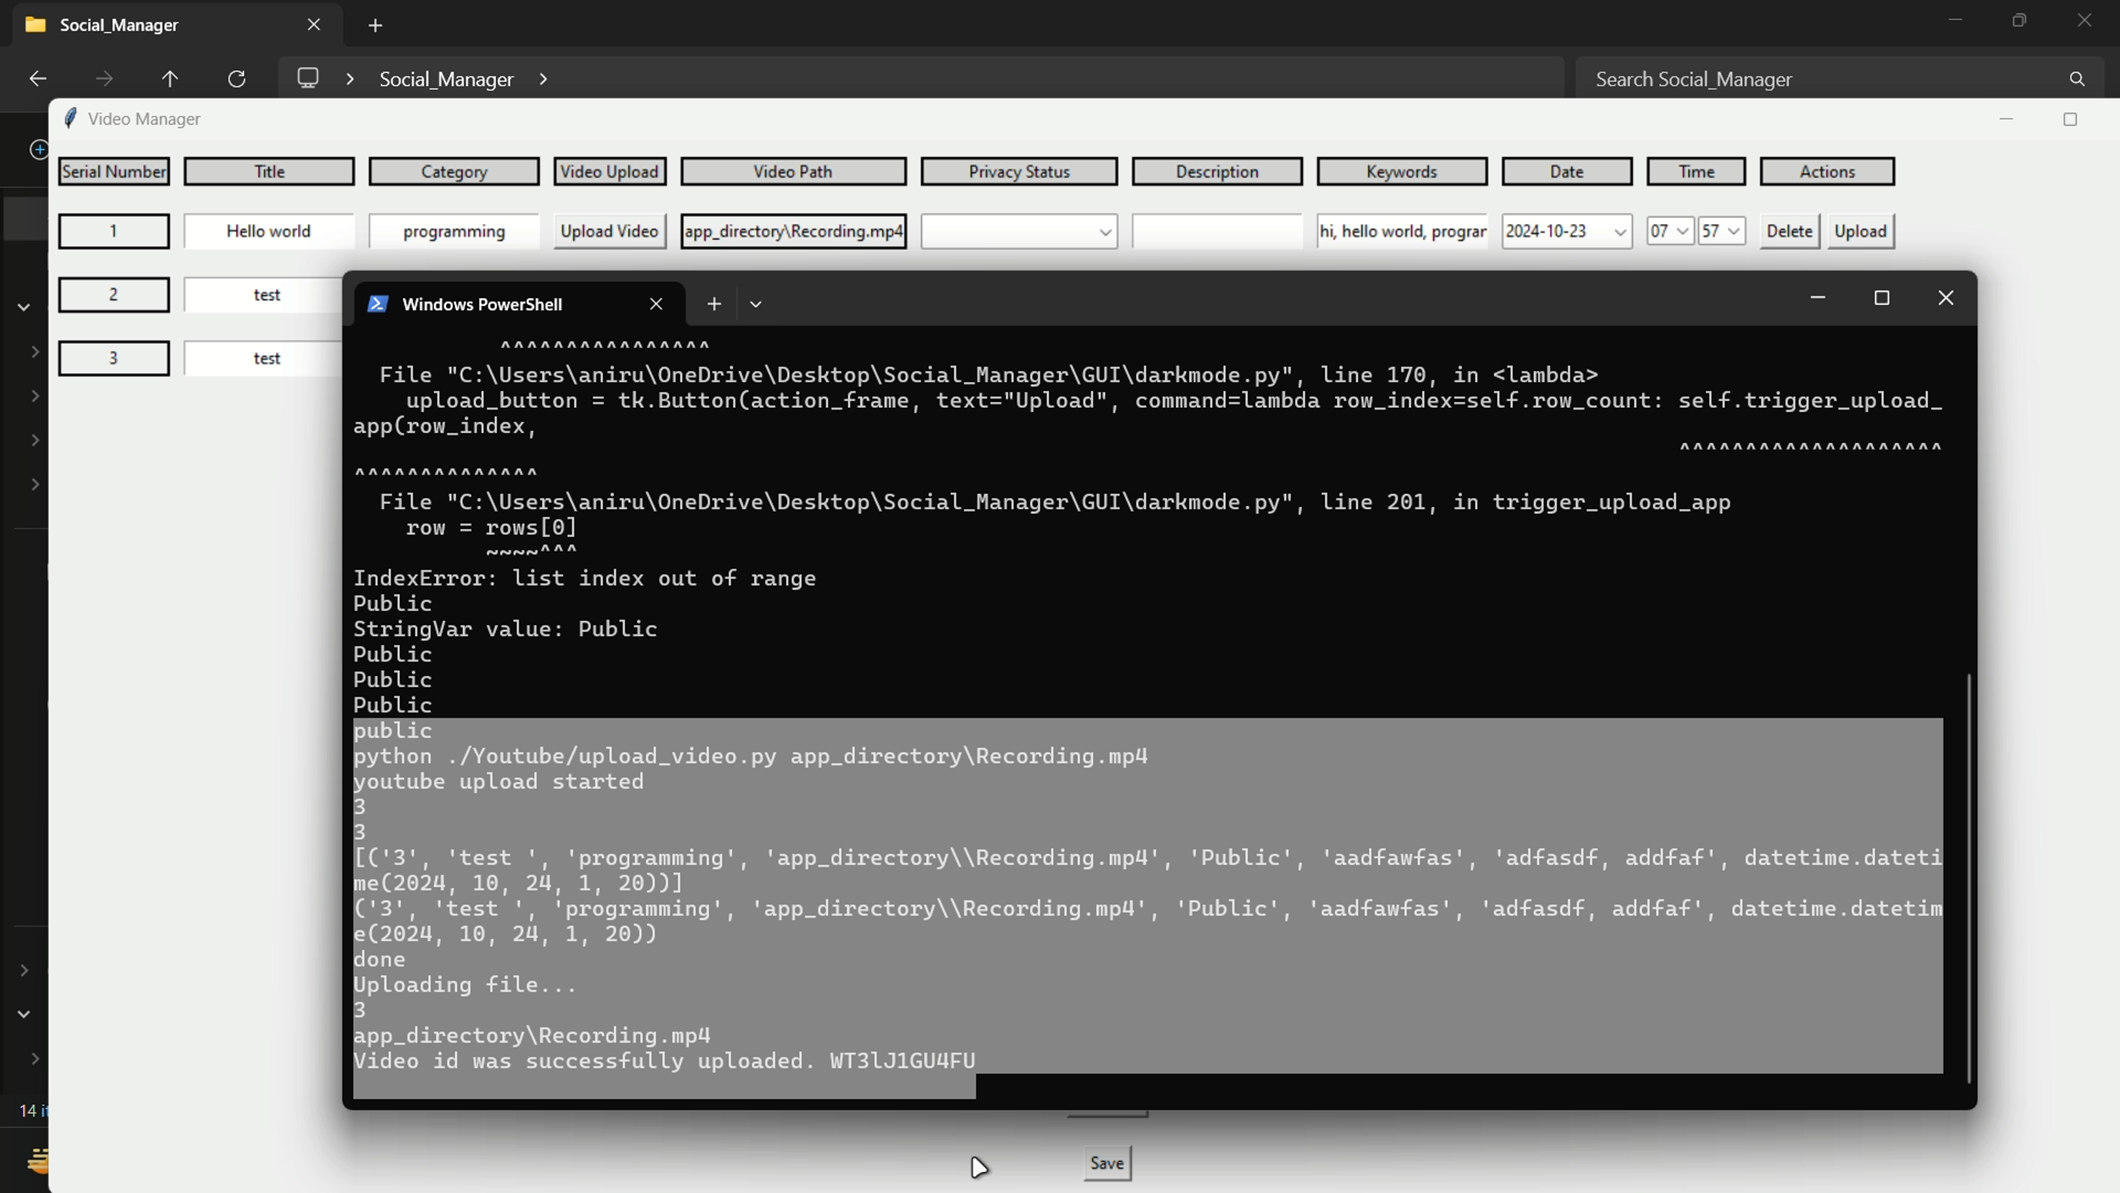 Social_Manager
Social_Manager
Search Social_Manager
Video Manager
Serial Number Title Category Video Upload Video Path Privacy Status Description Keywords Date Time Actions
1 Hello world programming Upload Video app_directory\Recording.mp4 hi, hello world, prograr 2024-10-23 07 57 Delete Upload
2 test
3 test
Windows PowerShell
^^^^^^^^^^^^^^^^
File "C:\Users\aniru\OneDrive\Desktop\Social_Manager\GUI\darkmode.py", line 170, in <lambda>
upload_button = tk.Button(action_frame, text="Upload", command=lambda row_index=self.row_count: self.trigger_upload_
app(row_index,
^^^^^^^^^^^^^^^^^^^^
^^^^^^^^^^^^^^
File "C:\Users\aniru\OneDrive\Desktop\Social_Manager\GUI\darkmode.py", line 201, in trigger_upload_app
row = rows[0]
~~~~^^^
IndexError: list index out of range
Public
StringVar value: Public
Public
Public
Public
public
python ./Youtube/upload_video.py app_directory\Recording.mp4
youtube upload started
3
3
[('3', 'test ', 'programming', 'app_directory\\Recording.mp4', 'Public', 'aadfawfas', 'adfasdf, addfaf', datetime.dateti
me(2024, 10, 24, 1, 20))]
('3', 'test ', 'programming', 'app_directory\\Recording.mp4', 'Public', 'aadfawfas', 'adfasdf, addfaf', datetime.datetim
e(2024, 10, 24, 1, 20))
done
Uploading file...
3
app_directory\Recording.mp4
Video id was successfully uploaded. WT3lJ1GU4FU
14 it
Save